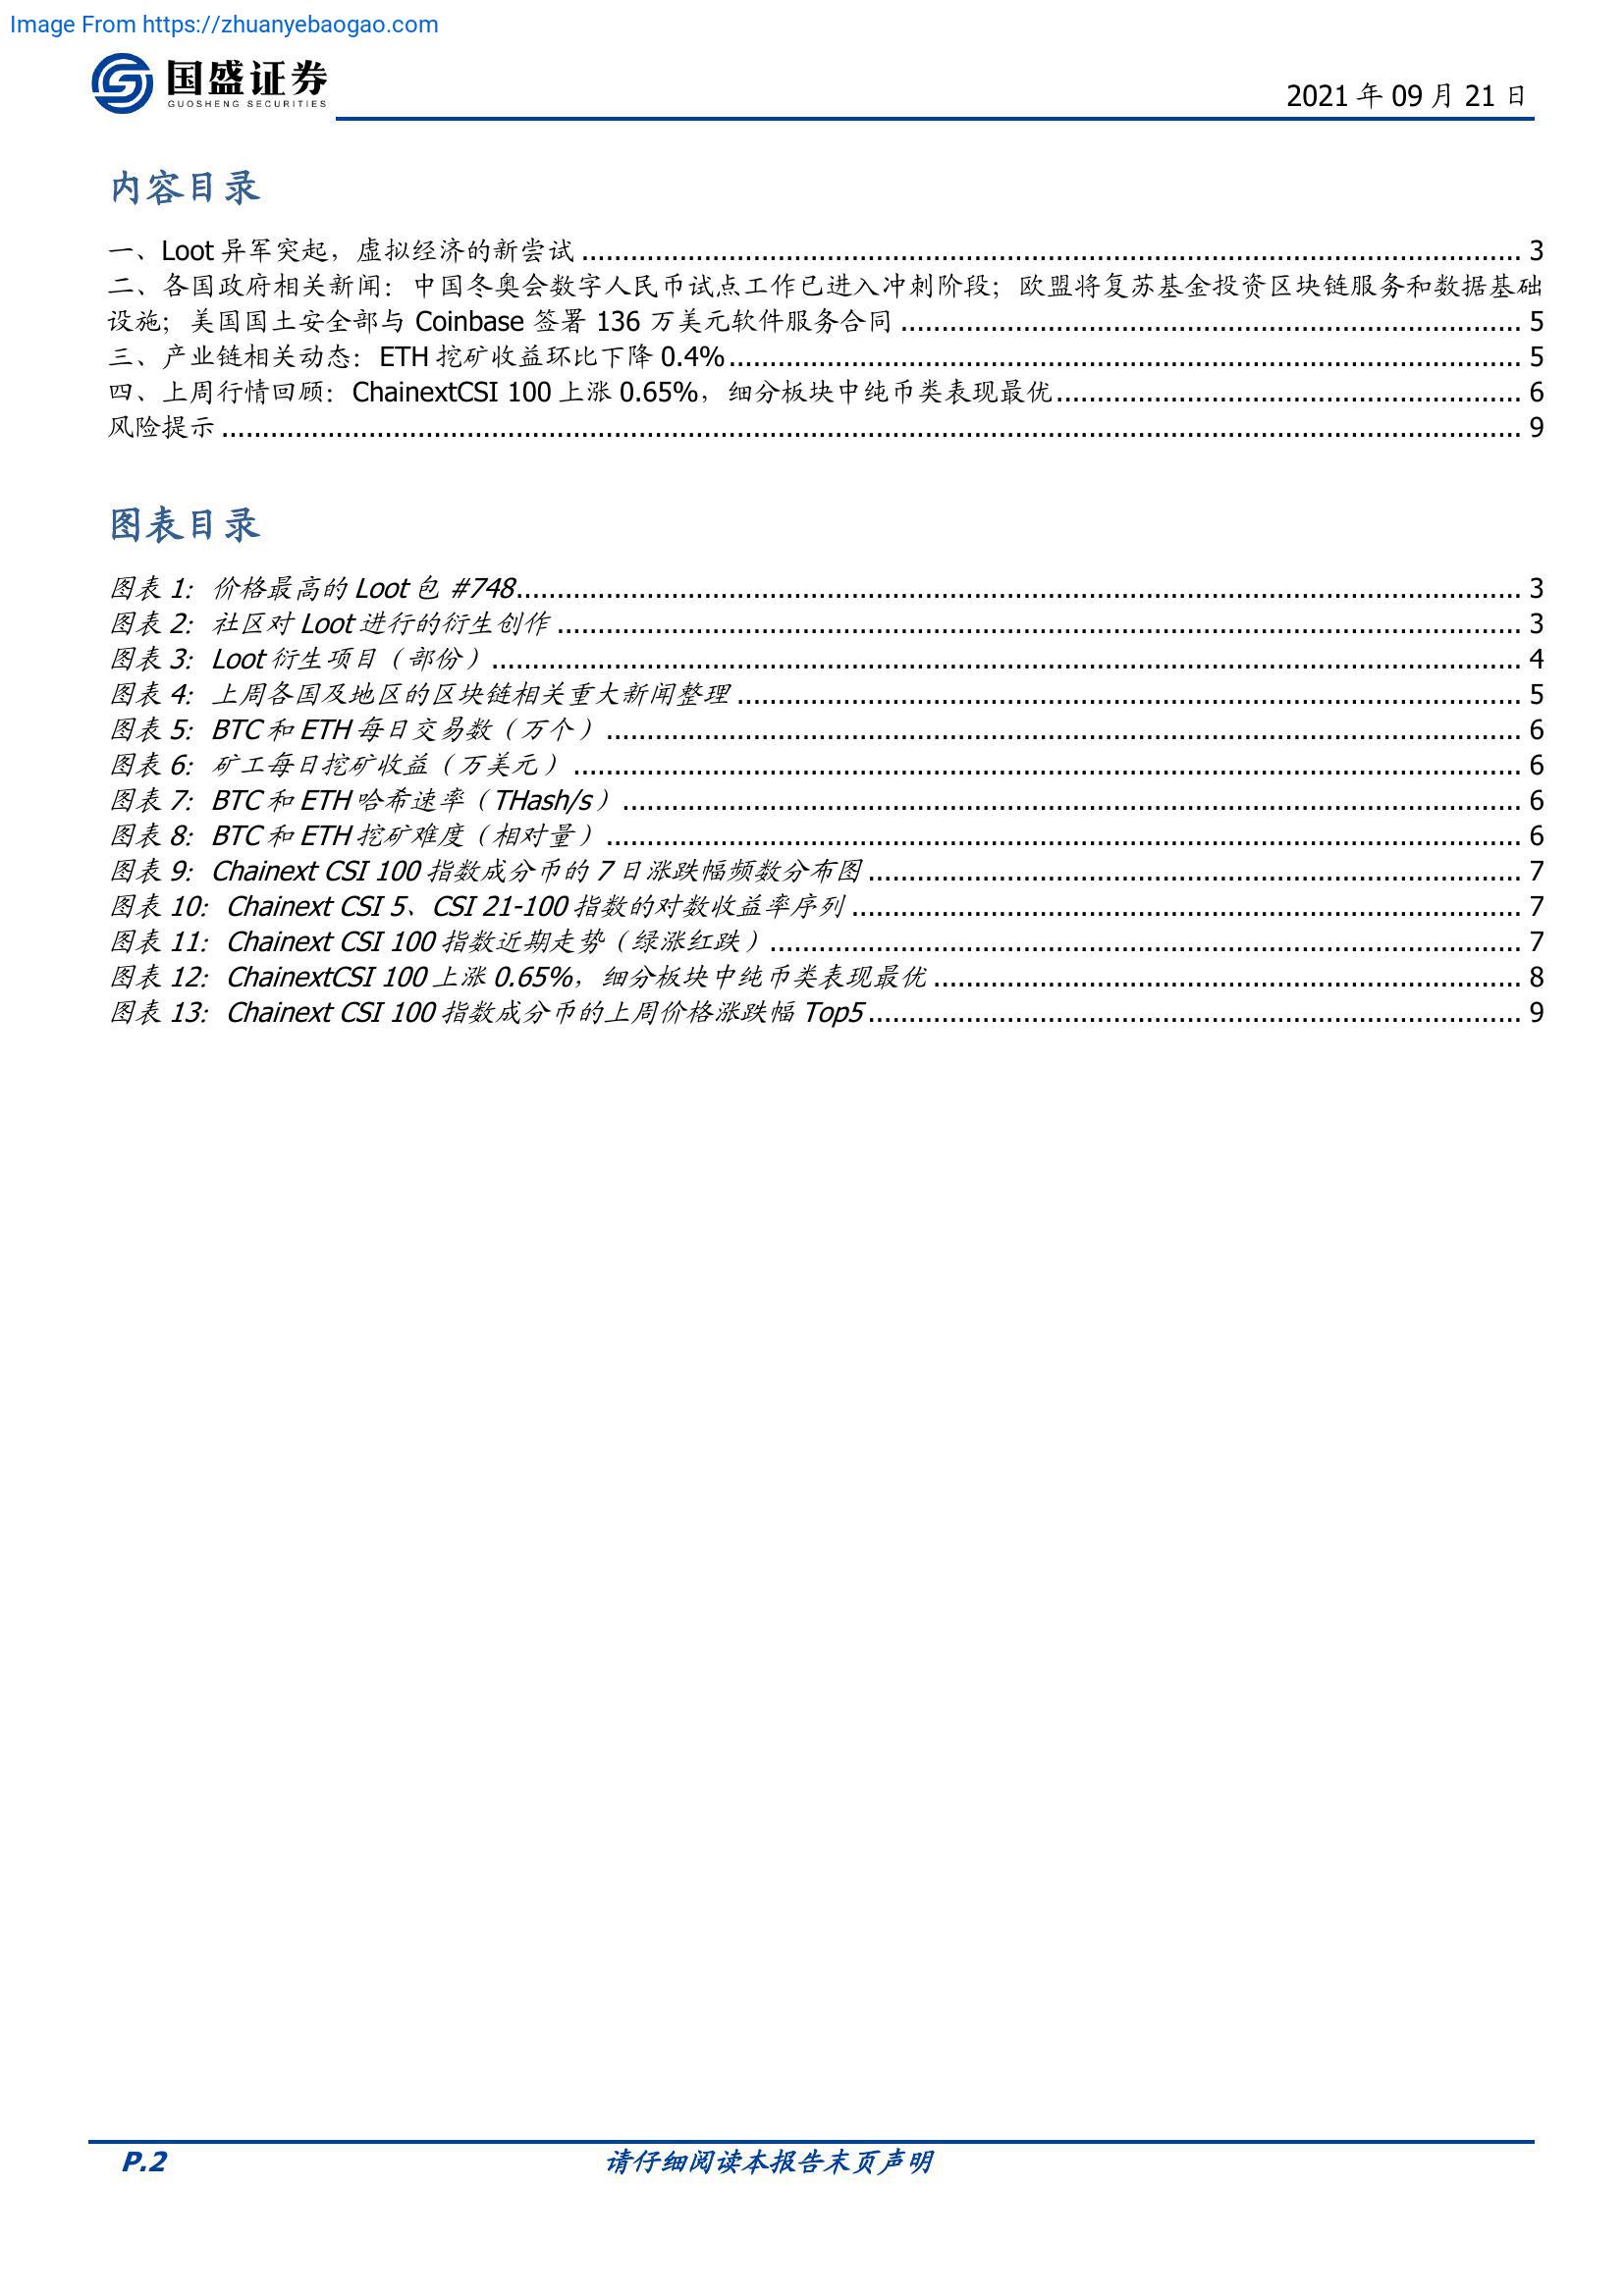 Image From https://zhuanyebaogao.com
国盛证券
GUOSHENG SECURITIES
2021 年 09 月 21 日
内容目录
一、Loot 异军突起，虚拟经济的新尝试 ........................................ 3
二、各国政府相关新闻：中国冬奥会数字人民币试点工作已进入冲刺阶段；欧盟将复苏基金投资区块链服务和数据基础
设施；美国国土安全部与 Coinbase 签署 136 万美元软件服务合同 ........................................ 5
三、产业链相关动态：ETH 挖矿收益环比下降 0.4% ........................................ 5
四、上周行情回顾：ChainextCSI 100 上涨 0.65%，细分板块中纯币类表现最优 ........................................ 6
风险提示 ........................................ 9
图表目录
图表 1：价格最高的 Loot 包 #748 ........................................ 3
图表 2：社区对 Loot 进行的衍生创作 ........................................ 3
图表 3：Loot 衍生项目（部份） ........................................ 4
图表 4：上周各国及地区的区块链相关重大新闻整理 ........................................ 5
图表 5：BTC 和 ETH 每日交易数（万个） ........................................ 6
图表 6：矿工每日挖矿收益（万美元） ........................................ 6
图表 7：BTC 和 ETH 哈希速率（THash/s） ........................................ 6
图表 8：BTC 和 ETH 挖矿难度（相对量） ........................................ 6
图表 9：Chainext CSI 100 指数成分币的 7 日涨跌幅频数分布图 ........................................ 7
图表 10：Chainext CSI 5、CSI 21-100 指数的对数收益率序列 ........................................ 7
图表 11：Chainext CSI 100 指数近期走势（绿涨红跌） ........................................ 7
图表 12：ChainextCSI 100 上涨 0.65%，细分板块中纯币类表现最优 ........................................ 8
图表 13：Chainext CSI 100 指数成分币的上周价格涨跌幅 Top5 ........................................ 9
P.2
请仔细阅读本报告末页声明